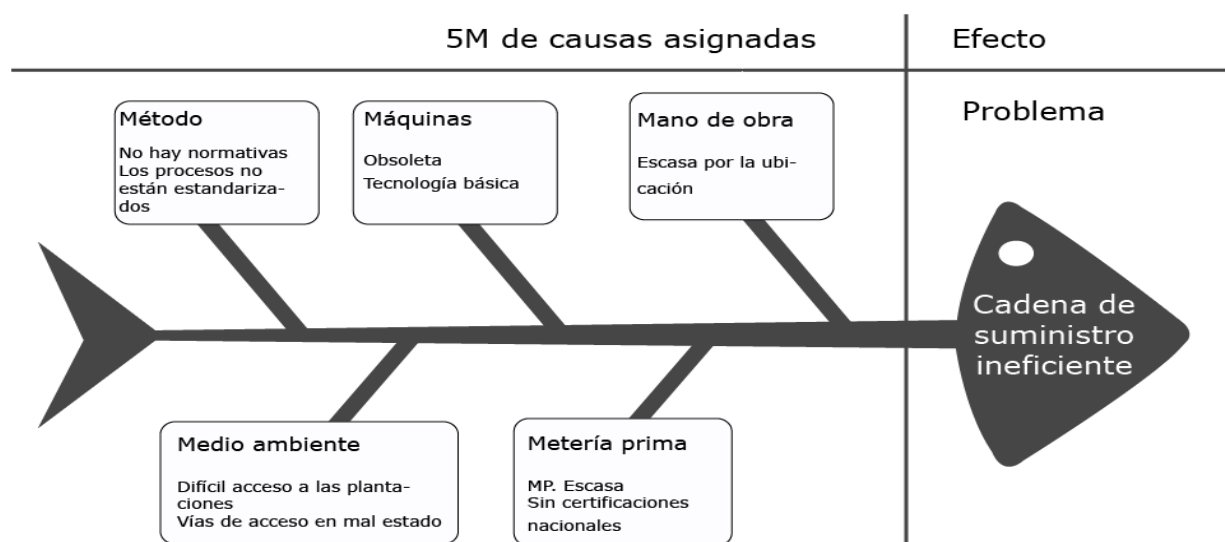 5M de causas asignadas
Efecto
Problema
Método
No hay normativas
Los procesos no
están estandariza-
dos
Máquinas
Obsoleta
Tecnología básica
Mano de obra
Escasa por la ubi-
cación
Cadena de
suministro
ineficiente
Medio ambiente
Difícil acceso a las planta-
ciones
Vías de acceso en mal estado
Metería prima
MP. Escasa
Sin certificaciones
nacionales